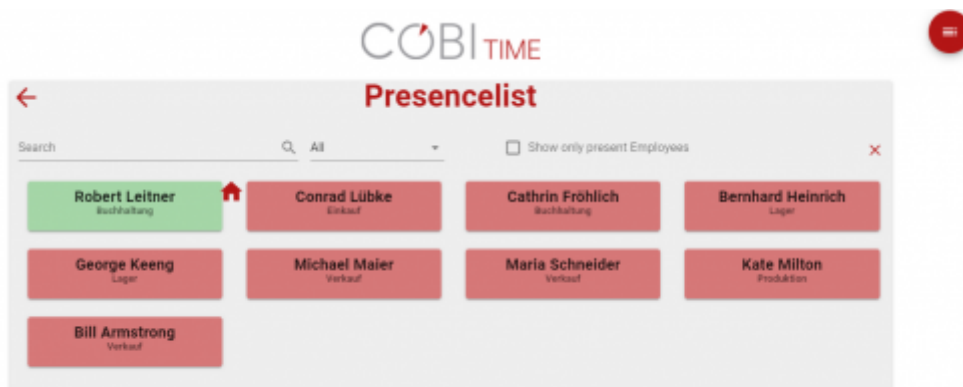 COBI TIME
Presencelist
Search All Show only present Employees
Robert Leitner Conrad Lübke Cathrin Fröhlich Bernhard Heinrich
Buchhaltung Einkauf Buchhaltung Lager
George Keeng Michael Maier Maria Schneider Kate Milton
Lager Verkauf Verkauf Produktion
Bill Armstrong
Verkauf